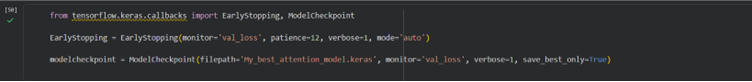 [50]
from tensorflow.keras.callbacks import EarlyStopping, ModelCheckpoint
EarlyStopping = EarlyStopping(monitor='val_loss', patience=12, verbose=1, mode='auto')
modelcheckpoint = ModelCheckpoint(filepath='My_best_attention_model.keras', monitor='val_loss', verbose=1, save_best_only=True)